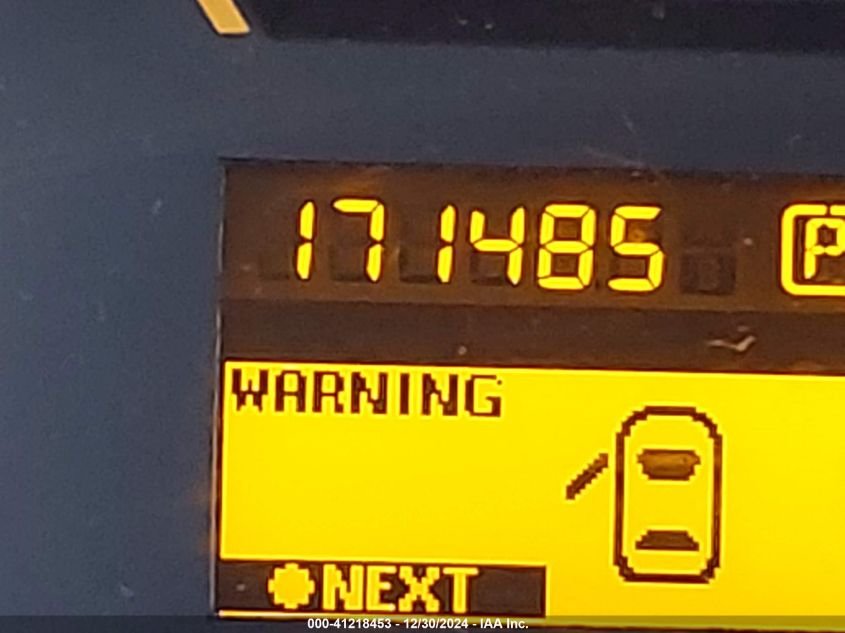 171485 P
WARNING
NEXT
000-41218453 - 12/30/2024 - IAA Inc.